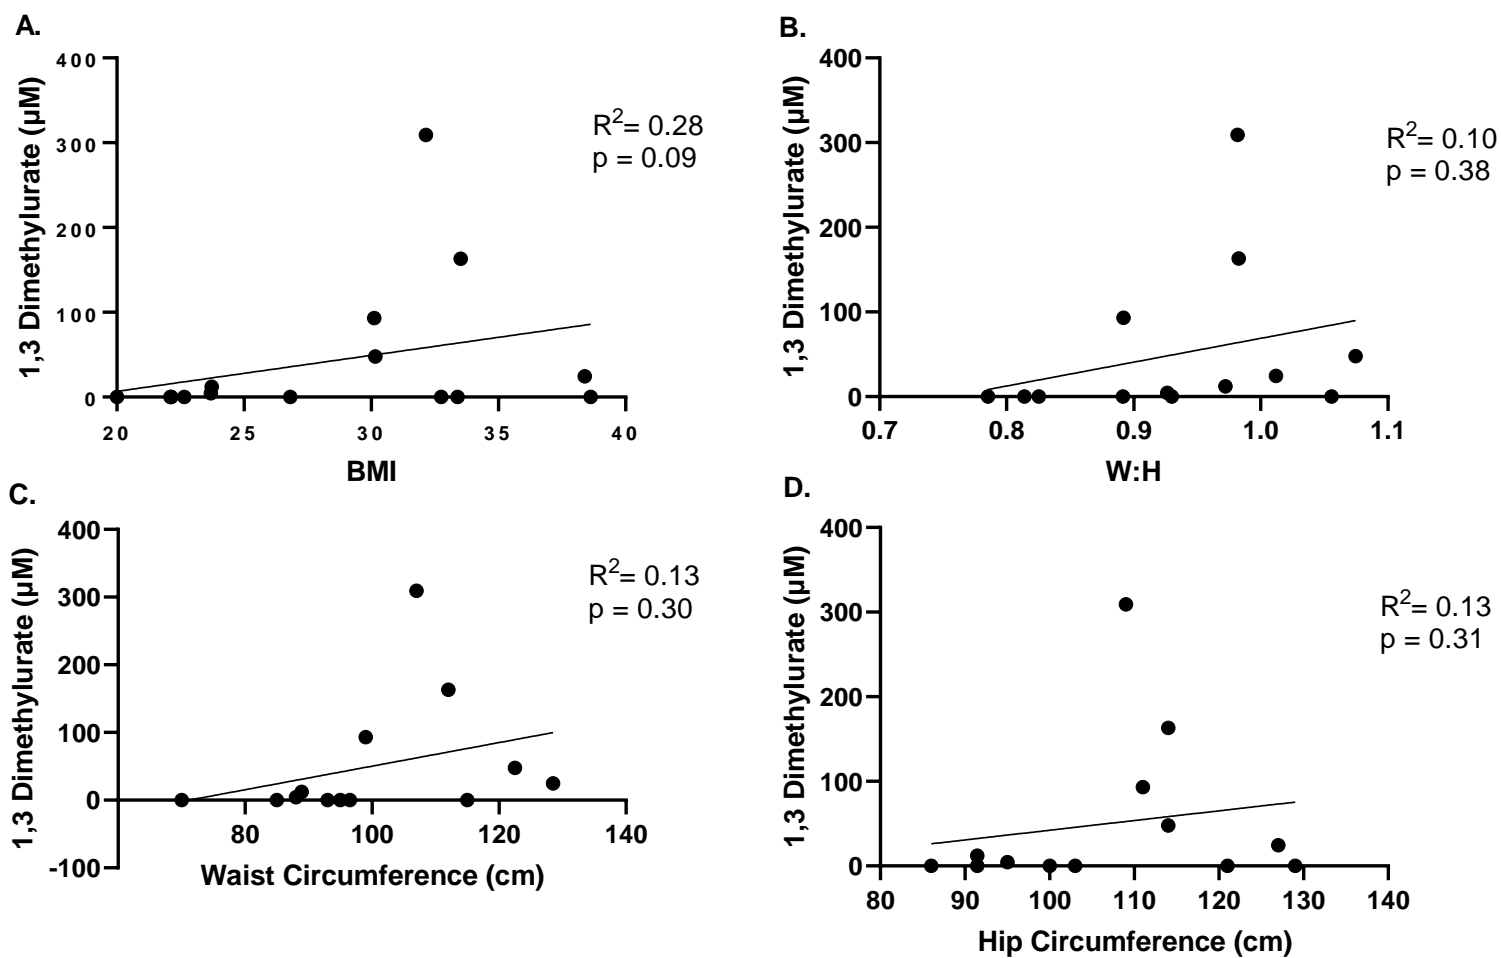 A.
1,3 Dimethylurate (µM)
400
300
200
100
0
20 25 30 35 40
BMI
R2= 0.28
p = 0.09
B.
1,3 Dimethylurate (µM)
400
300
200
100
0
0.7 0.8 0.9 1.0 1.1
W:H
R2= 0.10
p = 0.38
C.
1,3 Dimethylurate (µM)
400
300
200
100
0
-100
80 100 120 140
Waist Circumference (cm)
R2= 0.13
p = 0.30
D.
1,3 Dimethylurate (µM)
400
300
200
100
0
80 90 100 110 120 130 140
Hip Circumference (cm)
R2= 0.13
p = 0.31